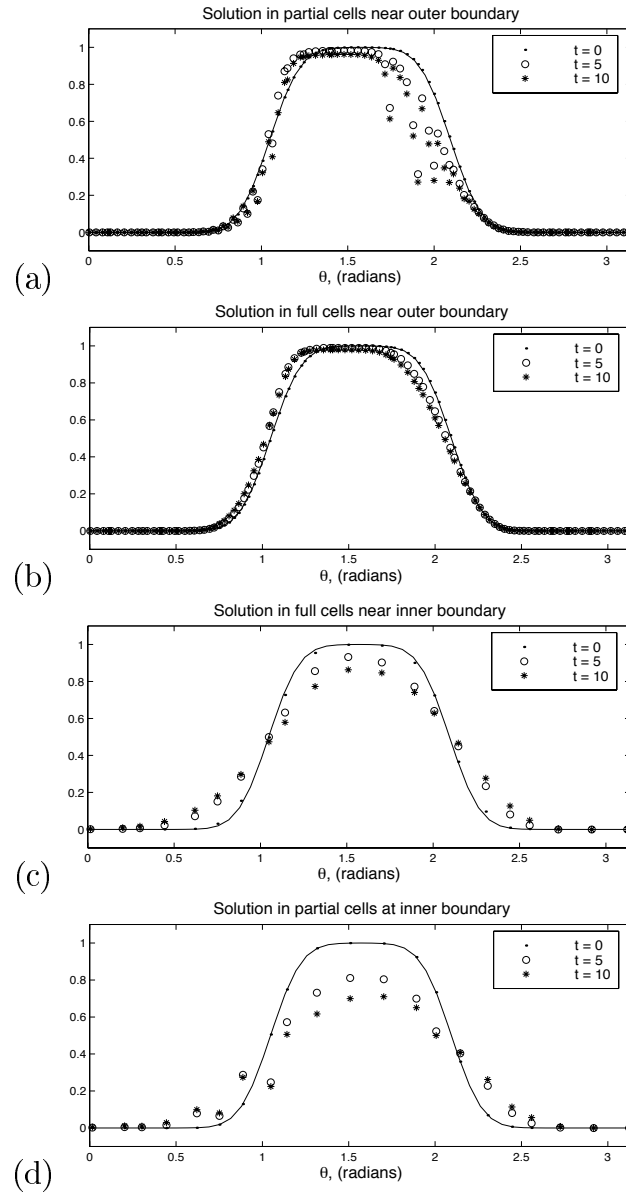 Solution in partial cells near outer boundary
t = 0
t = 5
t = 10
1
0.8
0.6
0.4
0.2
0
0 0.5 1 1.5 2 2.5 3
θ, (radians)
(a)
Solution in full cells near outer boundary
t = 0
t = 5
t = 10
1
0.8
0.6
0.4
0.2
0
0 0.5 1 1.5 2 2.5 3
θ, (radians)
(b)
Solution in full cells near inner boundary
t = 0
t = 5
t = 10
1
0.8
0.6
0.4
0.2
0
0 0.5 1 1.5 2 2.5 3
θ, (radians)
(c)
Solution in partial cells at inner boundary
t = 0
t = 5
t = 10
1
0.8
0.6
0.4
0.2
0
0 0.5 1 1.5 2 2.5 3
θ, (radians)
(d)